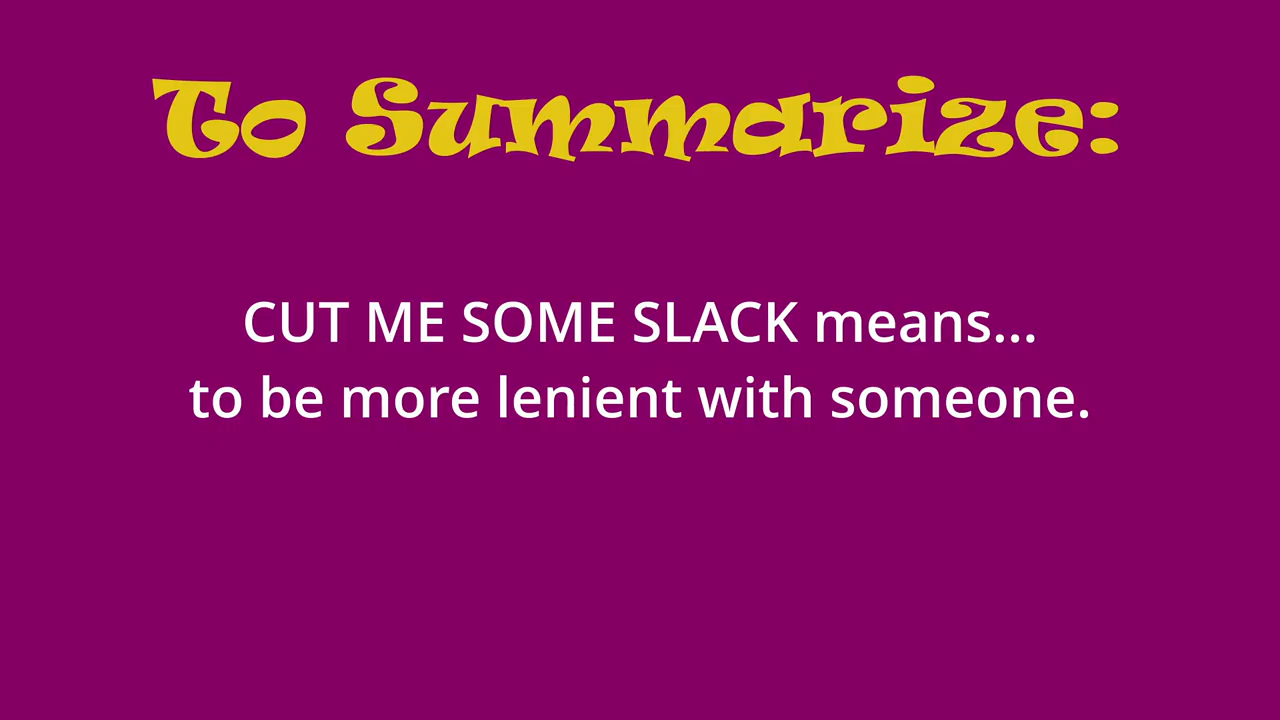 To Summarize:
CUT ME SOME SLACK means...
to be more lenient with someone.